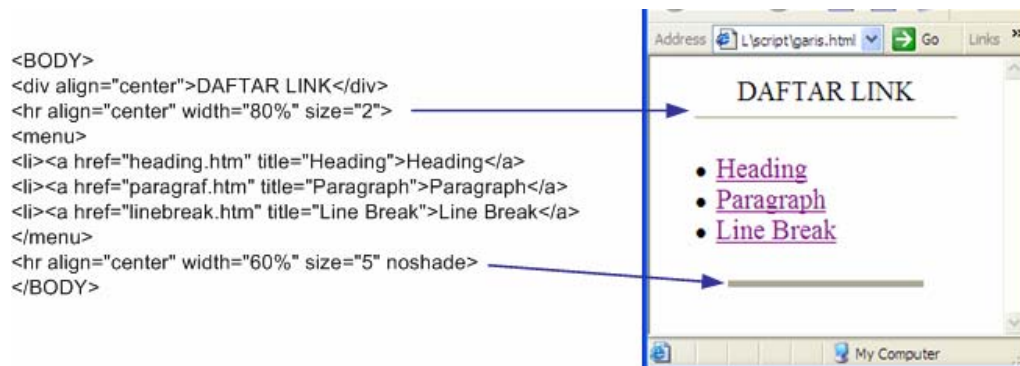 <BODY>
<div align="center">DAFTAR LINK</div>
<hr align="center" width="80%" size="2">
<menu>
<li><a href="heading.htm" title="Heading">Heading</a>
<li><a href="paragraf.htm" title="Paragraph">Paragraph</a>
<li><a href="linebreak.htm" title="Line Break">Line Break</a>
</menu>
<hr align="center" width="60%" size="5" noshade>
</BODY>
Address L\script\garis.html Go Links »
DAFTAR LINK
• Heading
• Paragraph
• Line Break
My Computer